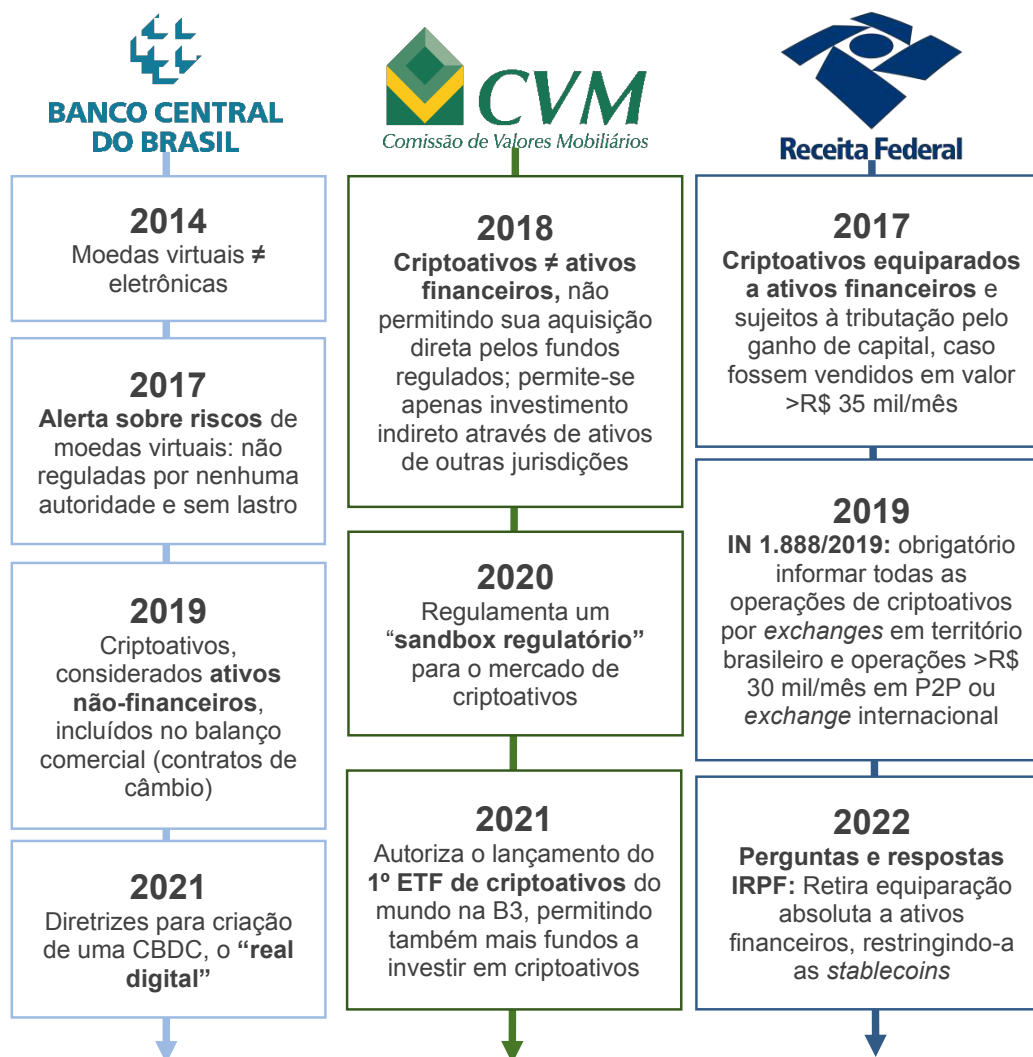 BANCO CENTRAL
DO BRASIL
2014
Moedas virtuais ≠
eletrônicas
2017
Alerta sobre riscos de
moedas virtuais: não
reguladas por nenhuma
autoridade e sem lastro
2019
Criptoativos,
considerados ativos
não-financeiros,
incluídos no balanço
comercial (contratos de
câmbio)
2021
Diretrizes para criação
de uma CBDC, o “real
digital”
CVM
Comissão de Valores Mobiliários
2018
Criptoativos ≠ ativos
financeiros, não
permitindo sua aquisição
direta pelos fundos
regulados; permite-se
apenas investimento
indireto através de ativos
de outras jurisdições
2020
Regulamenta um
“sandbox regulatório”
para o mercado de
criptoativos
2021
Autoriza o lançamento do
1º ETF de criptoativos do
mundo na B3, permitindo
também mais fundos a
investir em criptoativos
Receita Federal
2017
Criptoativos equiparados
a ativos financeiros e
sujeitos à tributação pelo
ganho de capital, caso
fossem vendidos em valor
>R$ 35 mil/mês
2019
IN 1.888/2019: obrigatório
informar todas as
operações de criptoativos
por exchanges em território
brasileiro e operações >R$
30 mil/mês em P2P ou
exchange internacional
2022
Perguntas e respostas
IRPF: Retira equiparação
absoluta a ativos
financeiros, restringindo-a
as stablecoins